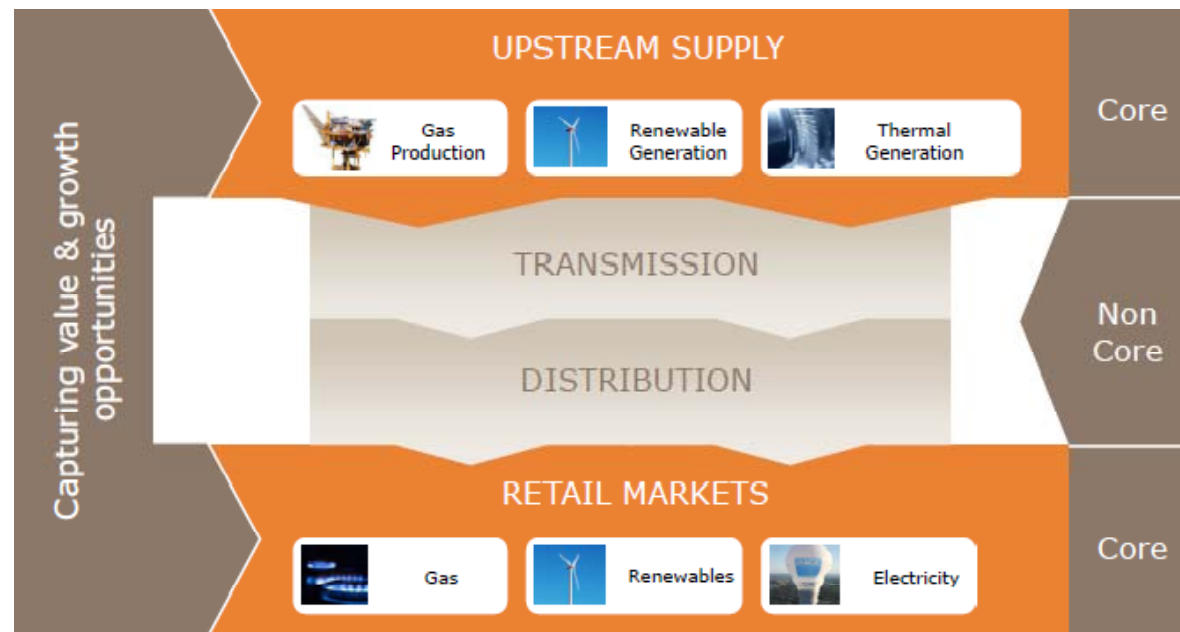 Capturing value & growth
opportunities
UPSTREAM SUPPLY
Gas
Production
Renewable
Generation
Thermal
Generation
Core
TRANSMISSION
DISTRIBUTION
Non
Core
RETAIL MARKETS
Gas
Renewables
Electricity
Core